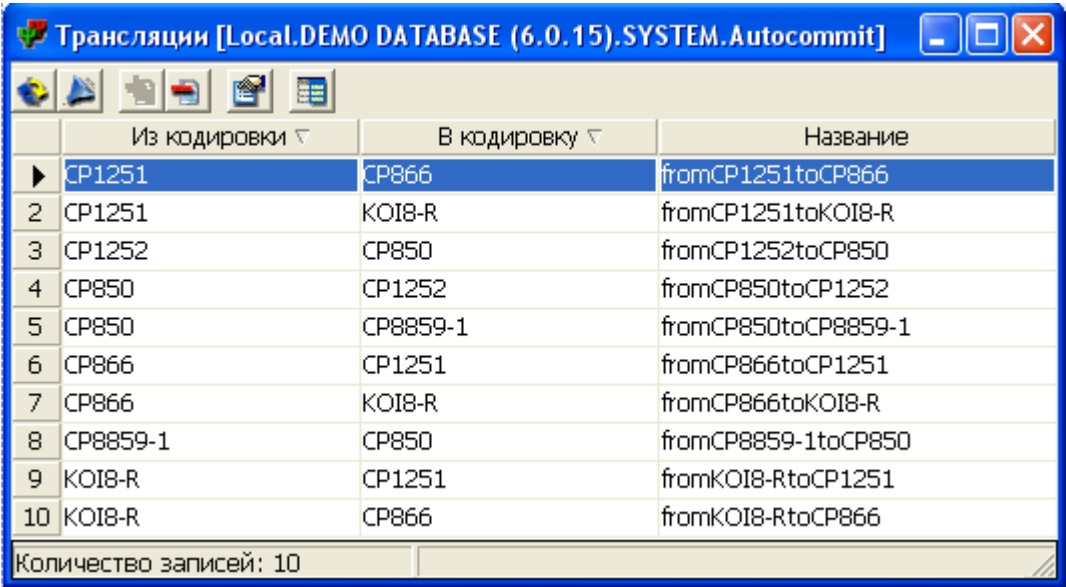 Трансляции [Local.DEMO DATABASE (6.0.15).SYSTEM.Autocommit]
Из кодировки В кодировку Название
CP1251 CP866 fromCP1251toCP866
2 CP1251 KOI8-R fromCP1251toKOI8-R
3 CP1252 CP850 fromCP1252toCP850
4 CP850 CP1252 fromCP850toCP1252
5 CP850 CP8859-1 fromCP850toCP8859-1
6 CP866 CP1251 fromCP866toCP1251
7 CP866 KOI8-R fromCP866toKOI8-R
8 CP8859-1 CP850 fromCP8859-1toCP850
9 KOI8-R CP1251 fromKOI8-RtoCP1251
10 KOI8-R CP866 fromKOI8-RtoCP866
Количество записей: 10